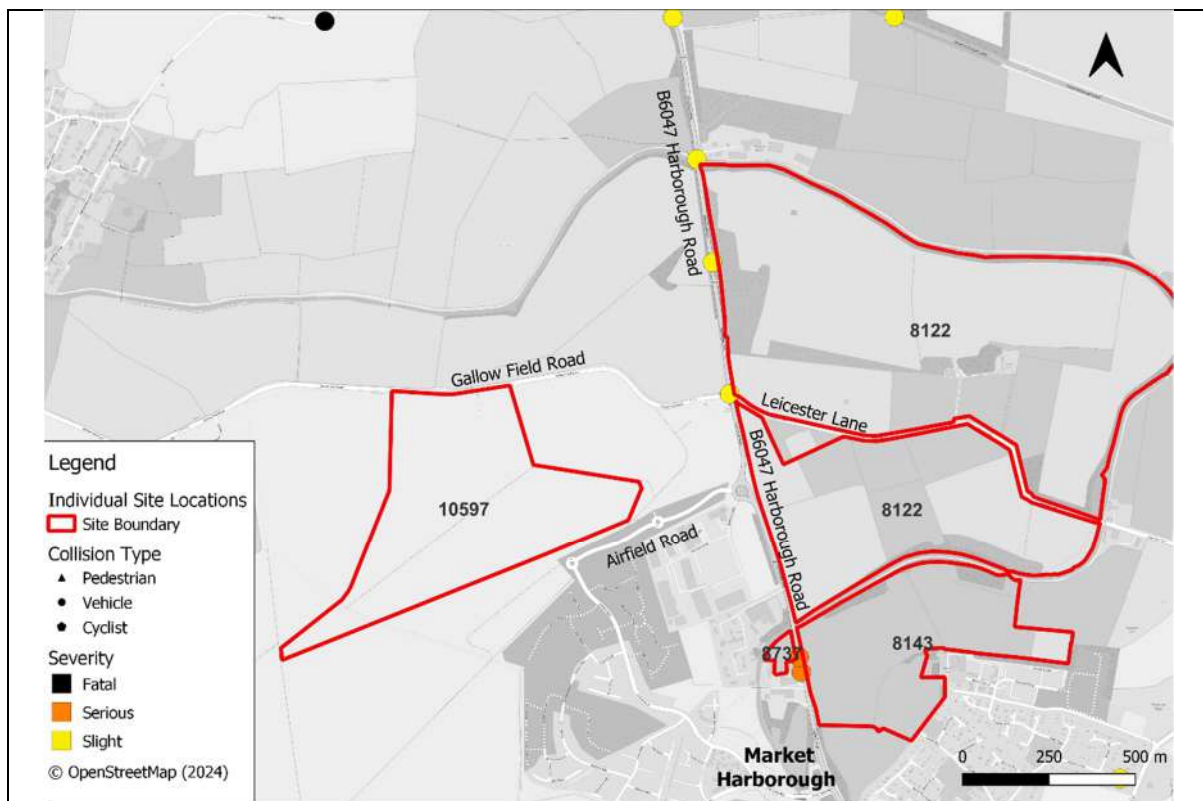 B6047 Harborough Road
8122
Gallow Field Road
Leicester Lane
B6047 Harborough Road
10597
8122
Airfield Road
8737
8143
Market
Harborough
0 250 500 m
Legend
Individual Site Locations
Site Boundary
Collision Type
Pedestrian
Vehicle
Cyclist
Severity
Fatal
Serious
Slight
© OpenStreetMap (2024)